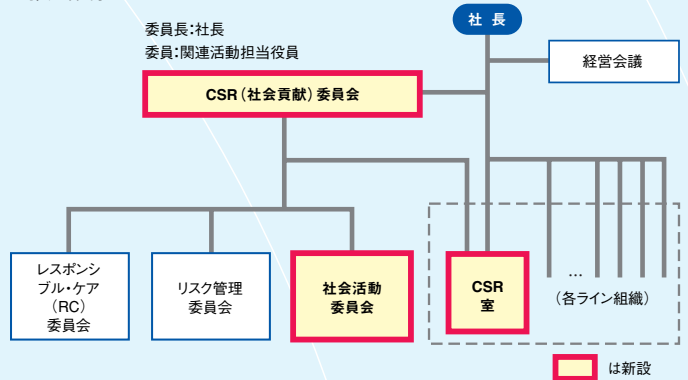 社 長
委員長：社長
委員：関連活動担当役員
経営会議
CSR（社会貢献）委員会
レスポンシ
ブル・ケア
（RC）
委員会
リスク管理
委員会
社会活動
委員会
CSR
室
…
（各ライン組織）
は新設